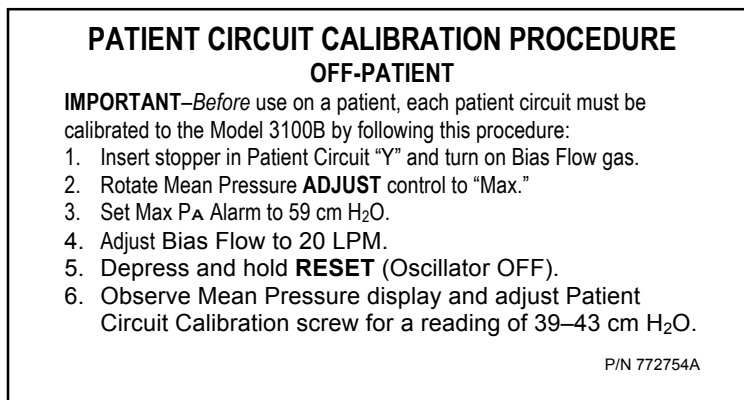 PATIENT CIRCUIT CALIBRATION PROCEDURE
OFF-PATIENT
IMPORTANT–Before use on a patient, each patient circuit must be
calibrated to the Model 3100B by following this procedure:
1. Insert stopper in Patient Circuit “Y” and turn on Bias Flow gas.
2. Rotate Mean Pressure ADJUST control to “Max.”
3. Set Max PA Alarm to 59 cm H2O.
4. Adjust Bias Flow to 20 LPM.
5. Depress and hold RESET (Oscillator OFF).
6. Observe Mean Pressure display and adjust Patient
Circuit Calibration screw for a reading of 39–43 cm H2O.
P/N 772754A